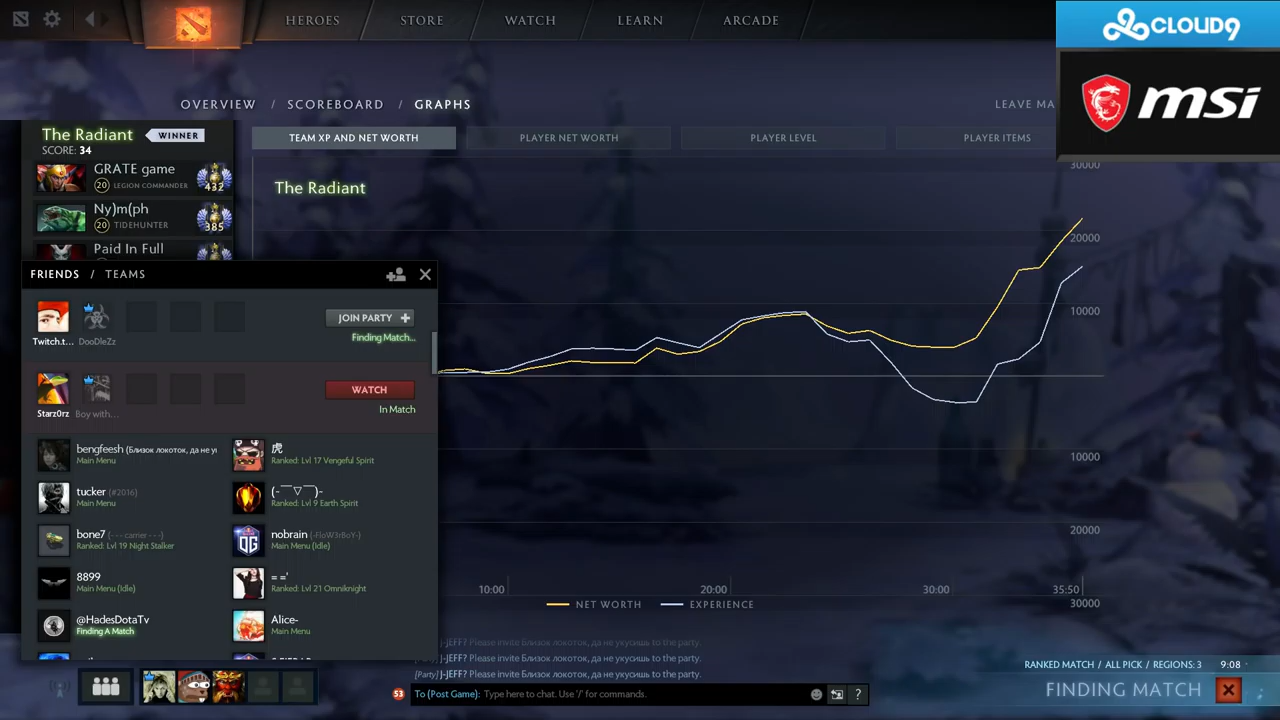 HEROES
STORE
WATCH
LEARN
ARCADE
CLOUD9
msi
OVERVIEW / SCOREBOARD / GRAPHS
LEAVE MA
The Radiant WINNER
SCORE: 34
GRATE game
20 LEGION COMMANDER
432
Ny)m(ph
20 TIDEHUNTER
385
Paid In Full
TEAM XP AND NET WORTH
PLAYER NET WORTH
PLAYER LEVEL
PLAYER ITEMS
The Radiant
30000
20000
10000
10000
20000
30000
10:00
20:00
30:00
35:50
NET WORTH
EXPERIENCE
FRIENDS / TEAMS
JOIN PARTY +
Finding Match...
Twitch.t...
DooDleZz
WATCH
In Match
Starz0rz
Boy with...
bengfeesh (Близок локоток, да не у
Main Menu
虎
Ranked: Lvl 17 Vengeful Spirit
tucker (#2016)
Main Menu
(-￣▽￣)-
Ranked: Lvl 9 Earth Spirit
bone7 (- - - carrier - - -)
Ranked: Lvl 19 Night Stalker
nobrain (-FloW3rBoY-)
Main Menu (Idle)
OG
8899
Main Menu (Idle)
= ='
Ranked: Lvl 21 Omniknight
@HadesDotaTv
Finding A Match
Alice-
Main Menu
[Party] J-JEFF? Please invite Близок локоток, да не укусишь to the party.
[Party] J-JEFF? Please invite Близок локоток, да не укусишь to the party.
[Party] J-JEFF? Please invite Близок локоток, да не укусишь to the party.
53
To (Post Game): Type here to chat. Use '/' for commands.
?
RANKED MATCH / ALL PICK / REGIONS: 3
9:08
FINDING MATCH